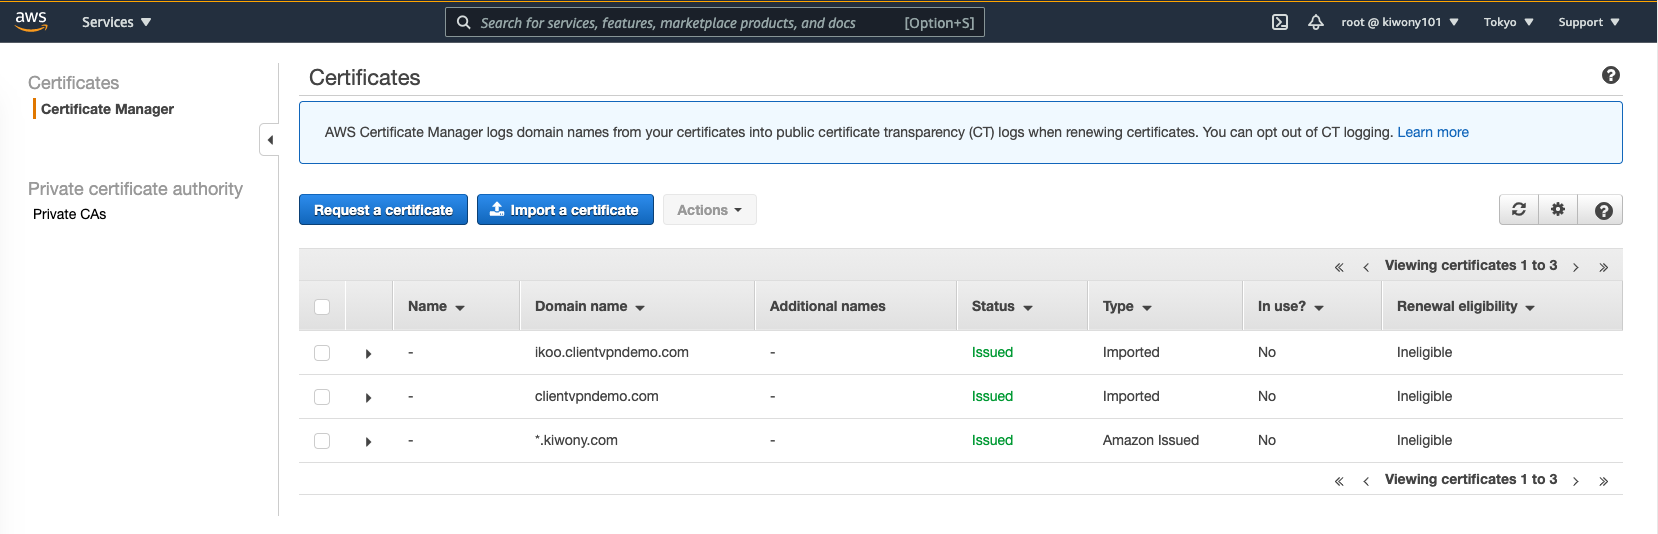 aws Services Search for services, features, marketplace products, and docs [Option+S] root @ kiwony101 Tokyo Support
Certificates
Certificate Manager
Private certificate authority
Private CAs
Certificates
AWS Certificate Manager logs domain names from your certificates into public certificate transparency (CT) logs when renewing certificates. You can opt out of CT logging. Learn more
Request a certificate Import a certificate Actions
« ‹ Viewing certificates 1 to 3 › »
Name Domain name Additional names Status Type In use? Renewal eligibility
- ikoo.clientvpndemo.com - Issued Imported No Ineligible
- clientvpndemo.com - Issued Imported No Ineligible
- *.kiwony.com - Issued Amazon Issued No Ineligible
« ‹ Viewing certificates 1 to 3 › »